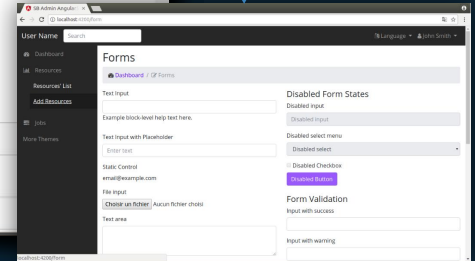 SB Admin Angular
localhost:4200/form
User Name
Search
Language
John Smith
Dashboard
Resources
Resources' List
Add Resources
Jobs
More Themes
Forms
Dashboard / Forms
Text Input
Example block-level help text here.
Text Input with Placeholder
Enter text
Static Control
email@example.com
File input
Choisir un fichier Aucun fichier choisi
Text area
Disabled Form States
Disabled input
Disabled input
Disabled select menu
Disabled select
Disabled Checkbox
Disabled Button
Form Validation
Input with success
Input with warning
localhost:4200/form